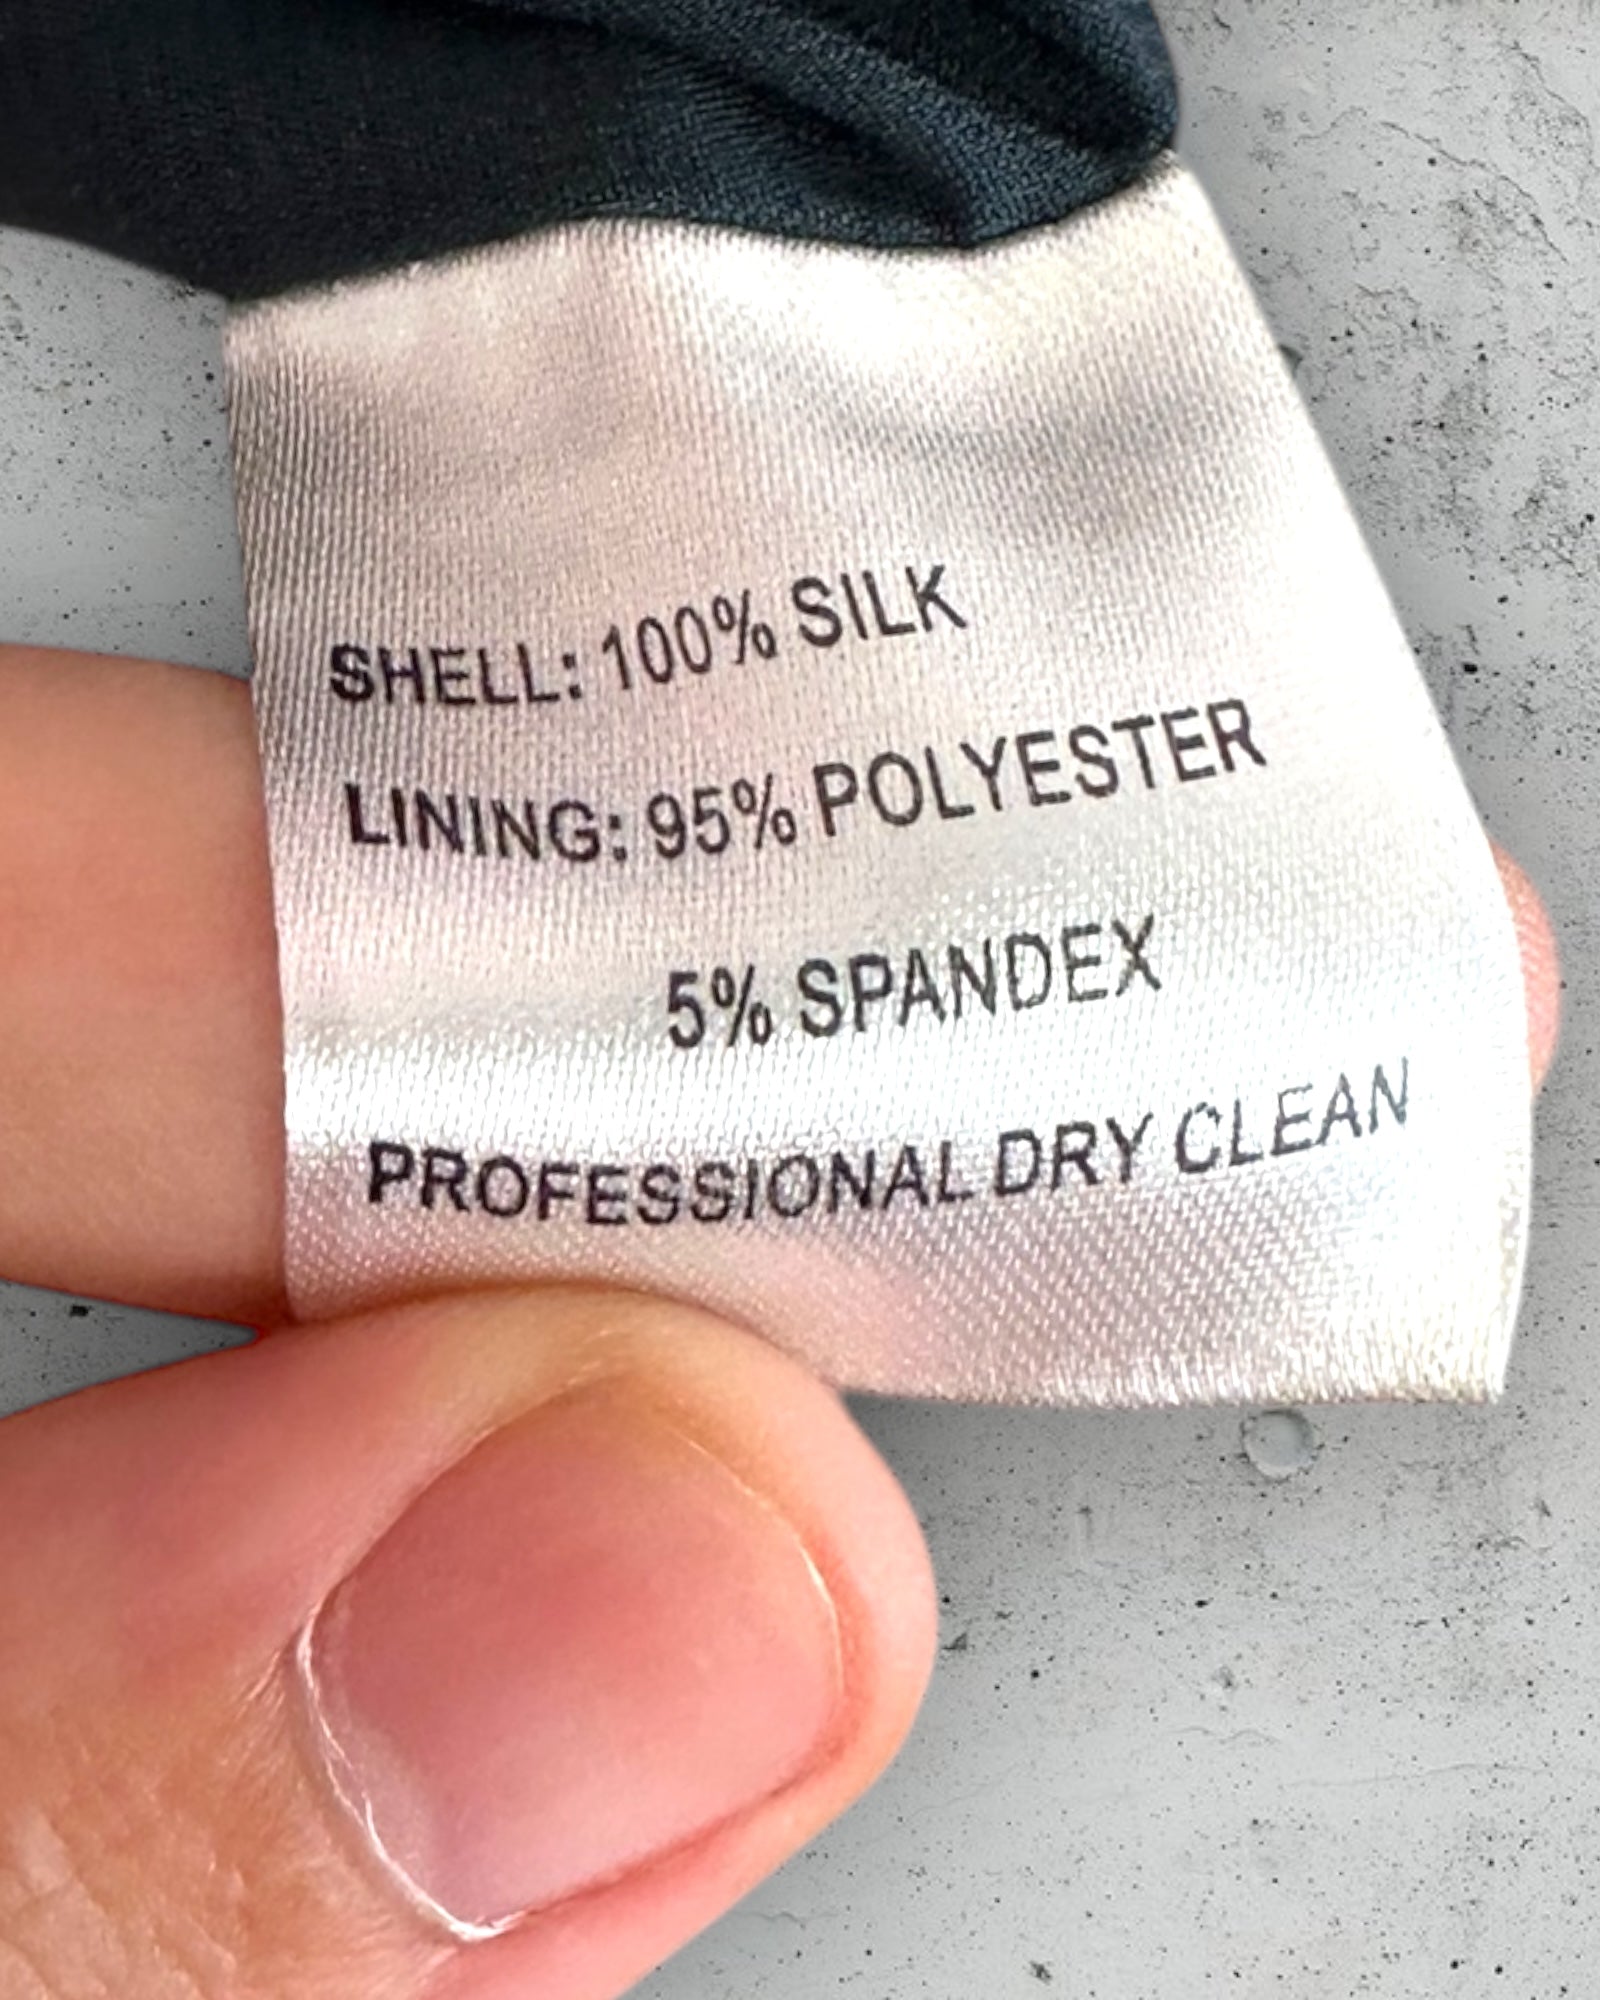 SHELL: 100% SILK
LINING: 95% POLYESTER
5% SPANDEX
PROFESSIONAL DRY CLEAN